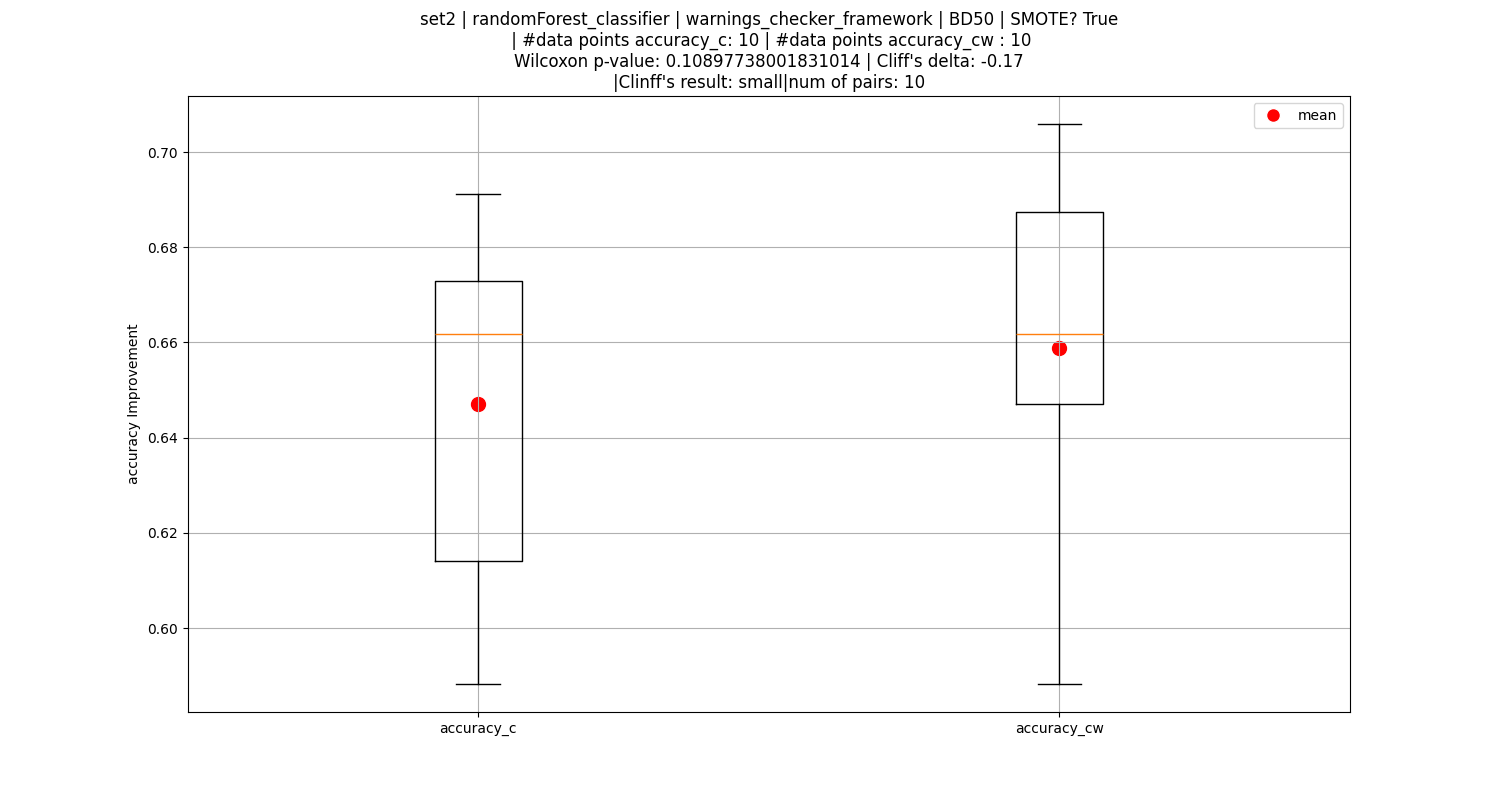 set2 | randomForest_classifier | warnings_checker_framework | BD50 | SMOTE? True
| #data points accuracy_c: 10 | #data points accuracy_cw : 10
Wilcoxon p-value: 0.10897738001831014 | Cliff's delta: -0.17
|Clinff's result: small|num of pairs: 10
mean
0.70
0.68
0.66
0.64
0.62
0.60
accuracy Improvement
accuracy_c
accuracy_cw